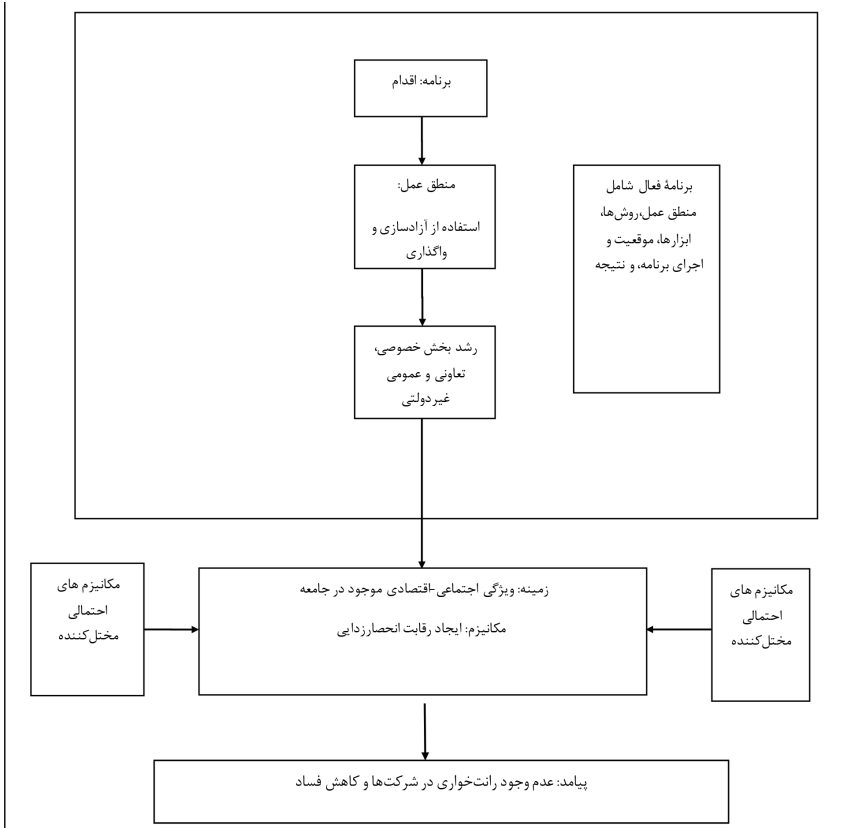 برنامه: اقدام
منطق عمل:
استفاده از آزادسازی و
واگذاری
برنامهٔ فعال شامل
منطق عمل،روش‌ها،
ابزارها، موقعیت و
اجرای برنامه، و نتیجه
رشد بخش خصوصی،
تعاونی و عمومی
غیردولتی
مکانیزم های
احتمالی
مختل‌کننده
زمینه: ویژگی اجتماعی-اقتصادی موجود در جامعه
مکانیزم: ایجاد رقابت انحصارزدایی
مکانیزم های
احتمالی
مختل‌کننده
پیامد: عدم وجود رانت‌خواری در شرکت‌ها و کاهش فساد